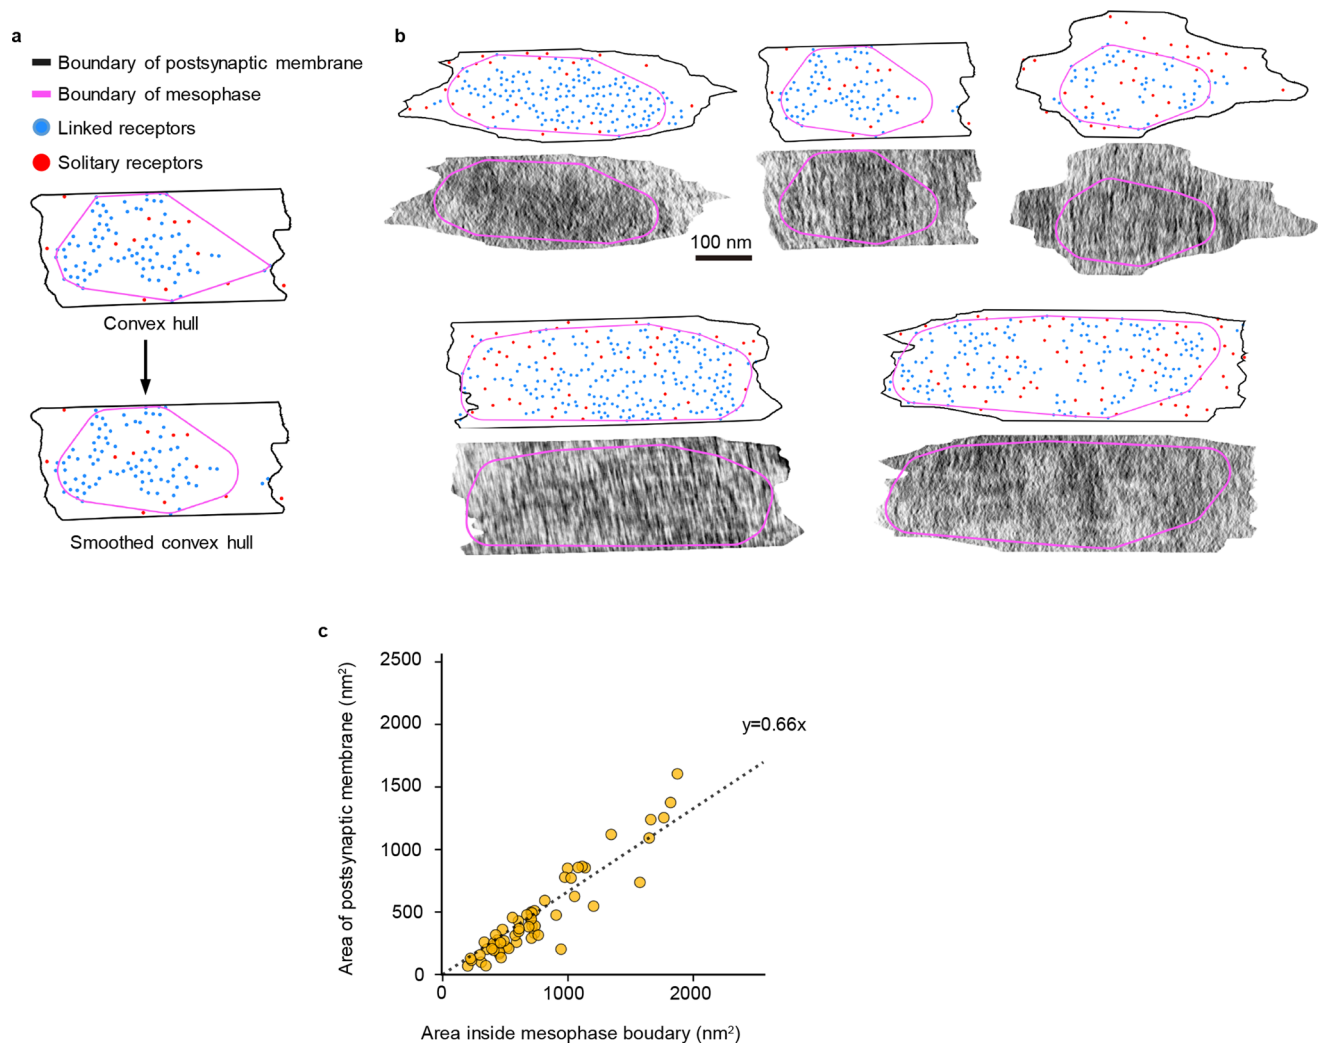 a
Boundary of postsynaptic membrane
Boundary of mesophase
Linked receptors
Solitary receptors
Convex hull
Smoothed convex hull
b
100 nm
c
Area of postsynaptic membrane (nm²)
2500
2000
1500
1000
500
0
y=0.66x
0
1000
2000
Area inside mesophase boudary (nm²)